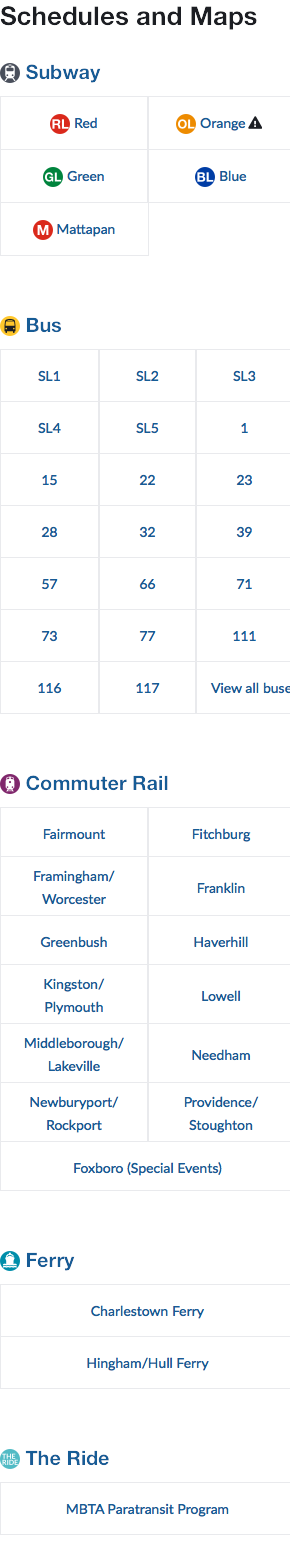 Schedules and Maps
Subway
RL Red
OL Orange
GL Green
BL Blue
M Mattapan
Bus
SL1 SL2 SL3
SL4 SL5 1
15 22 23
28 32 39
57 66 71
73 77 111
116 117 View all buse
Commuter Rail
Fairmount
Fitchburg
Framingham/
Worcester
Franklin
Greenbush
Haverhill
Kingston/
Plymouth
Lowell
Middleborough/
Lakeville
Needham
Newburyport/
Rockport
Providence/
Stoughton
Foxboro (Special Events)
Ferry
Charlestown Ferry
Hingham/Hull Ferry
THE
RIDE
The Ride
MBTA Paratransit Program